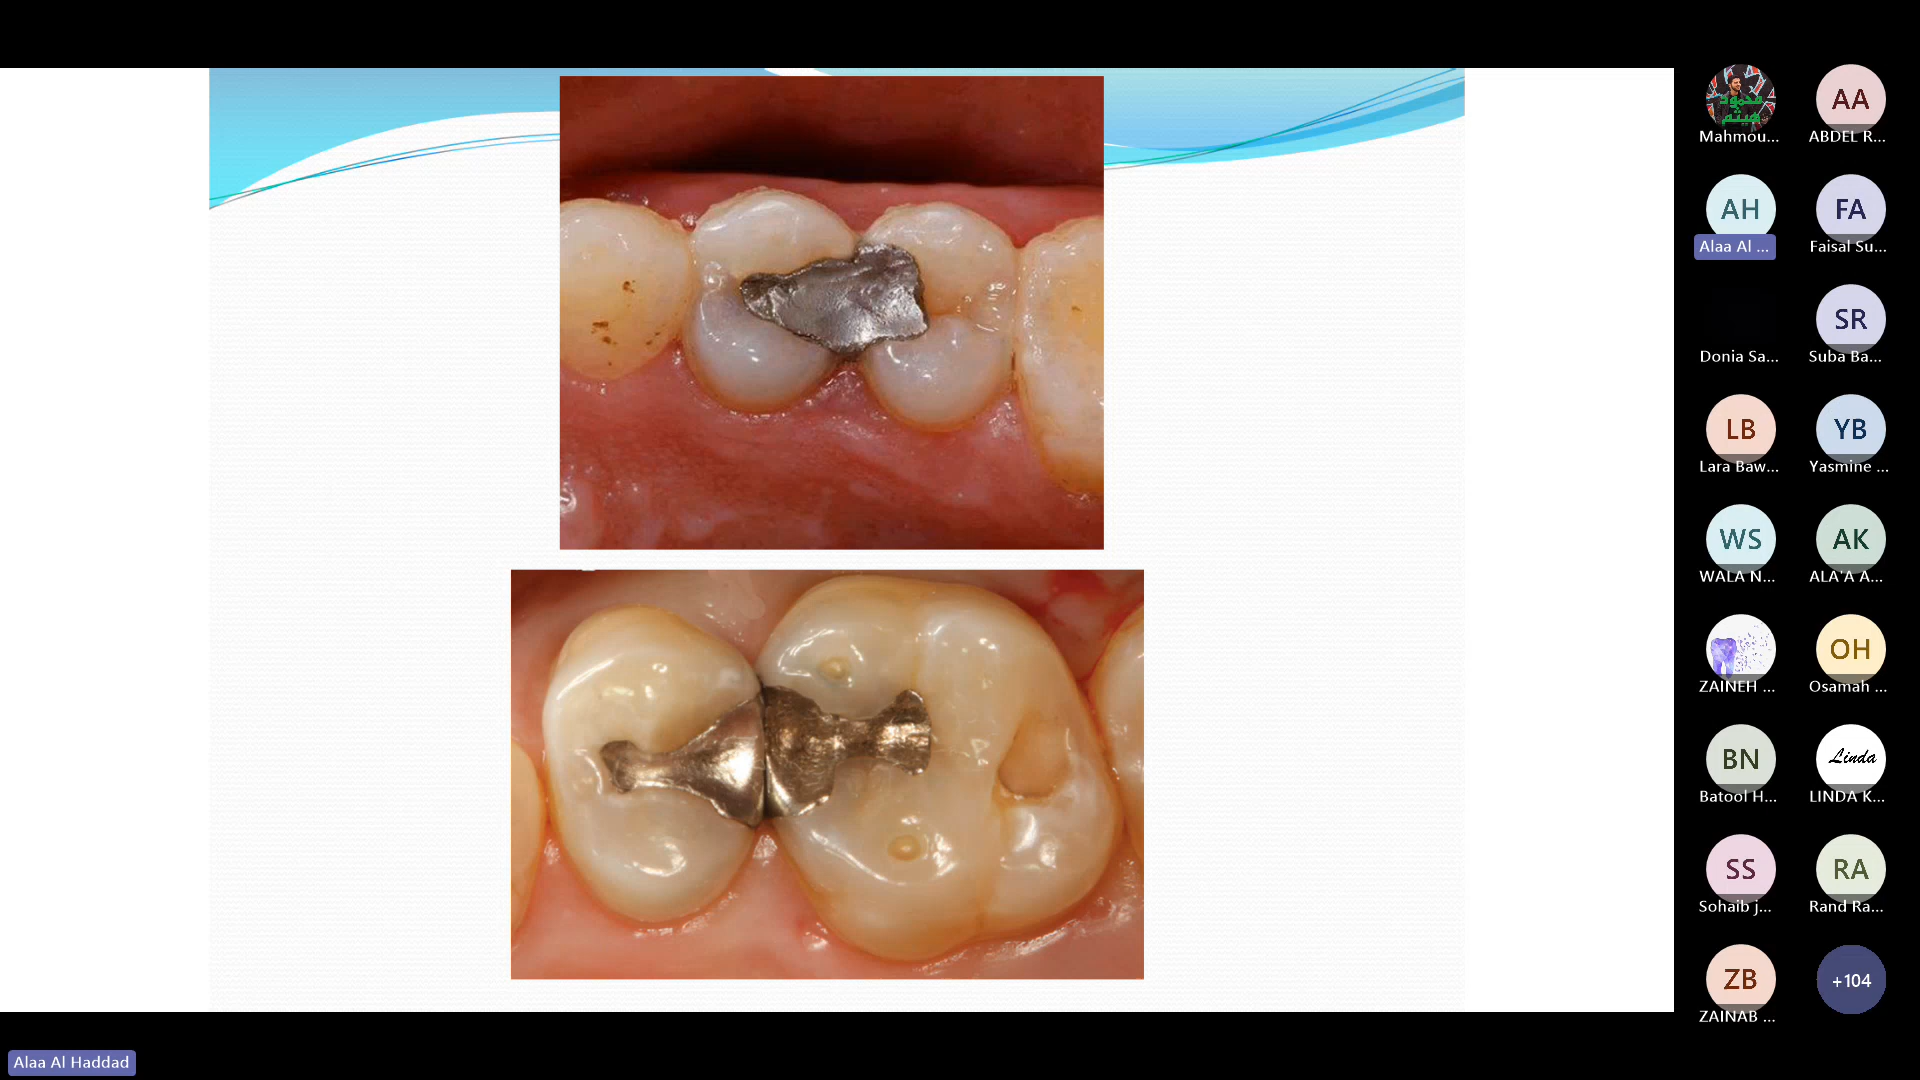 محمود
هيثم
Mahmou...
AA
ABDEL R...
AH
Alaa Al ...
FA
Faisal Su...
Donia Sa...
SR
Suba Ba...
LB
Lara Baw...
YB
Yasmine ...
WS
WALA N...
AK
ALA'A A...
ZAINEH ...
OH
Osamah ...
BN
Batool H...
Linda
LINDA K...
SS
Sohaib j...
RA
Rand Ra...
ZB
ZAINAB ...
+104
Alaa Al Haddad